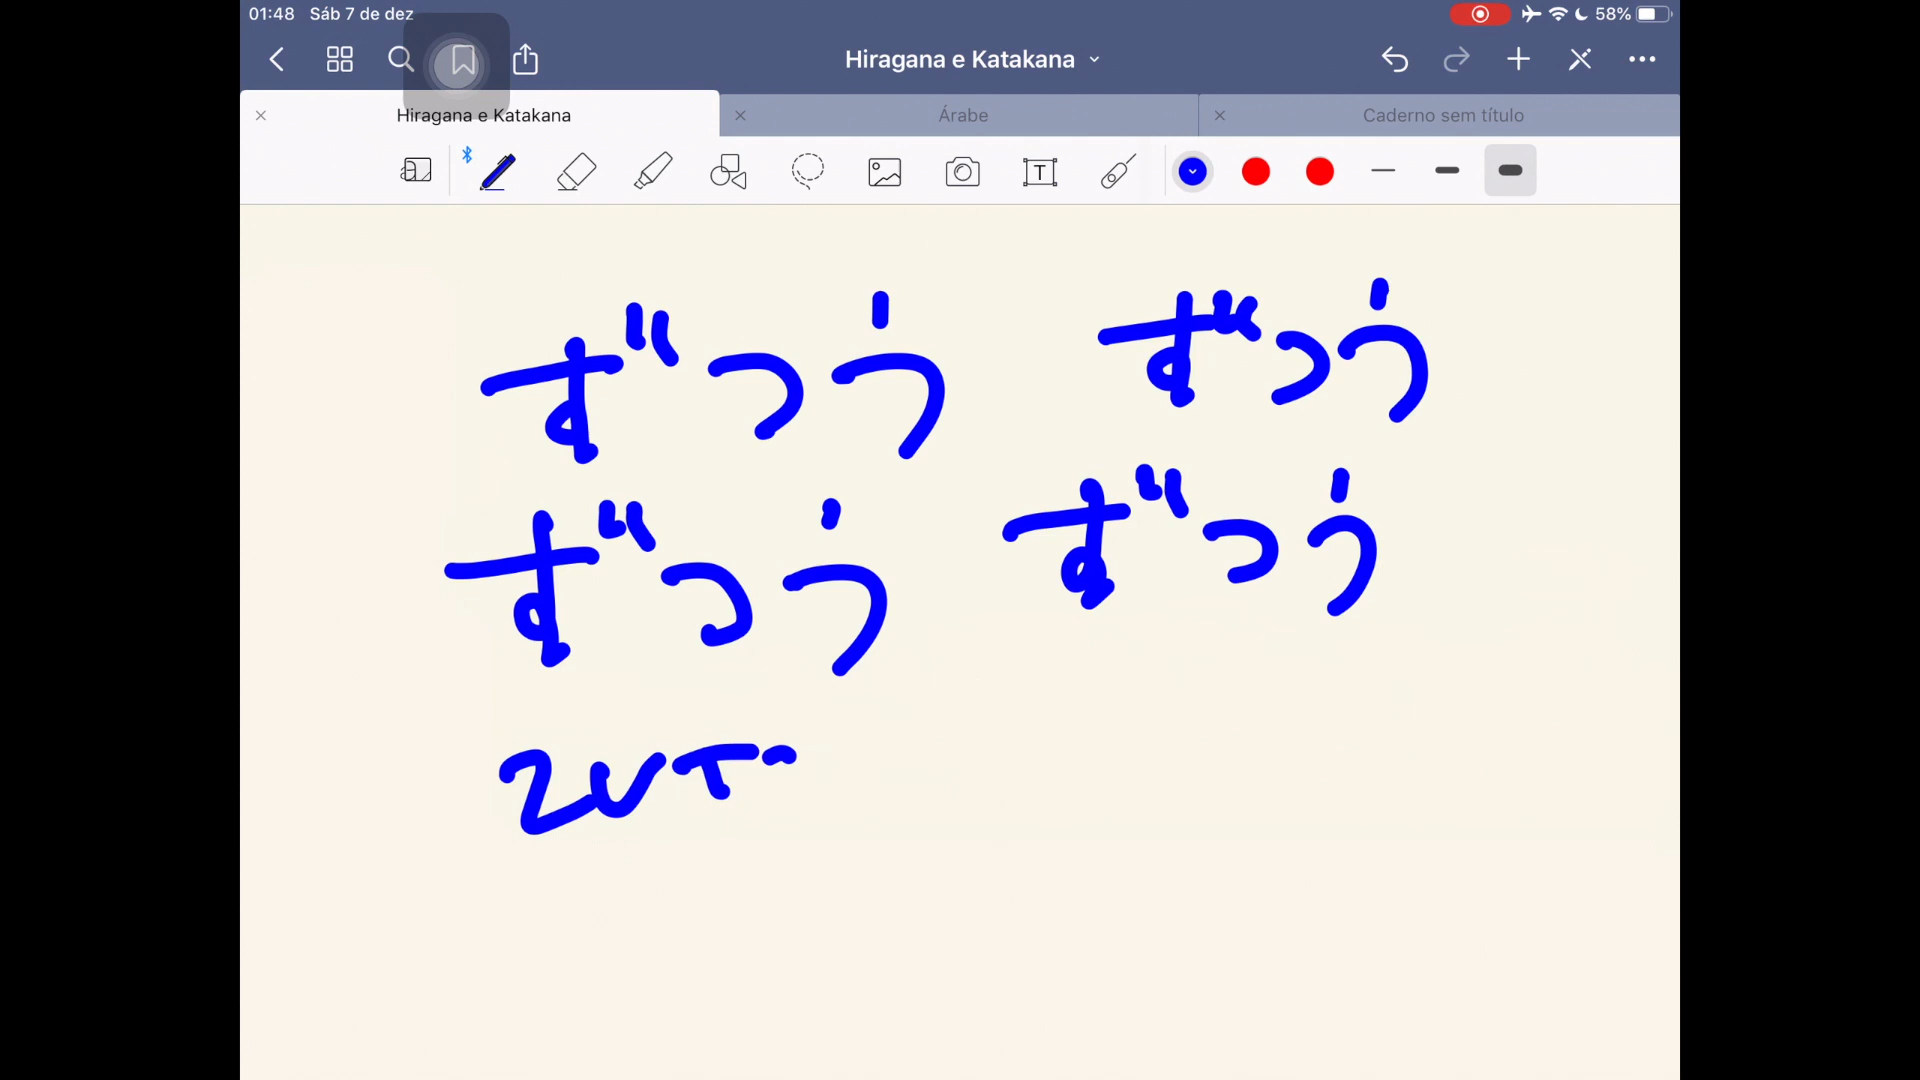 01:48 Sáb 7 de dez 58%
Hiragana e Katakana
Hiragana e Katakana Árabe Caderno sem título
T
ずつう ずつう
ずつう ずつう